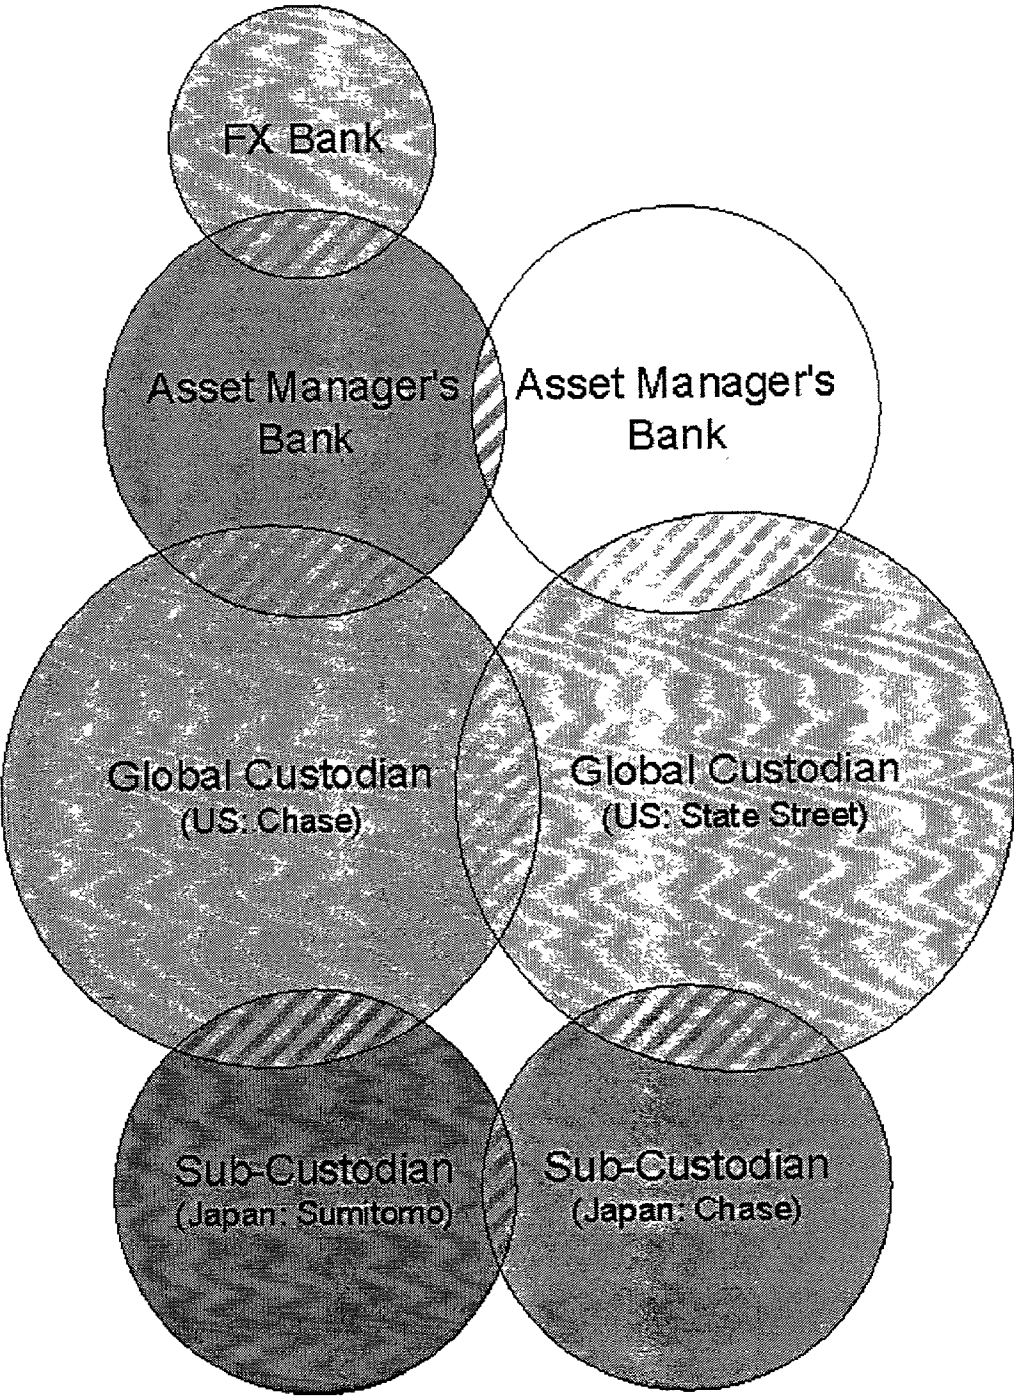 FX Bank
Asset Manager's
Bank
Asset Manager's
Bank
Global Custodian
(US: Chase)
Global Custodian
(US: State Street)
Sub-Custodian
(Japan: Sumitomo)
Sub-Custodian
(Japan: Chase)